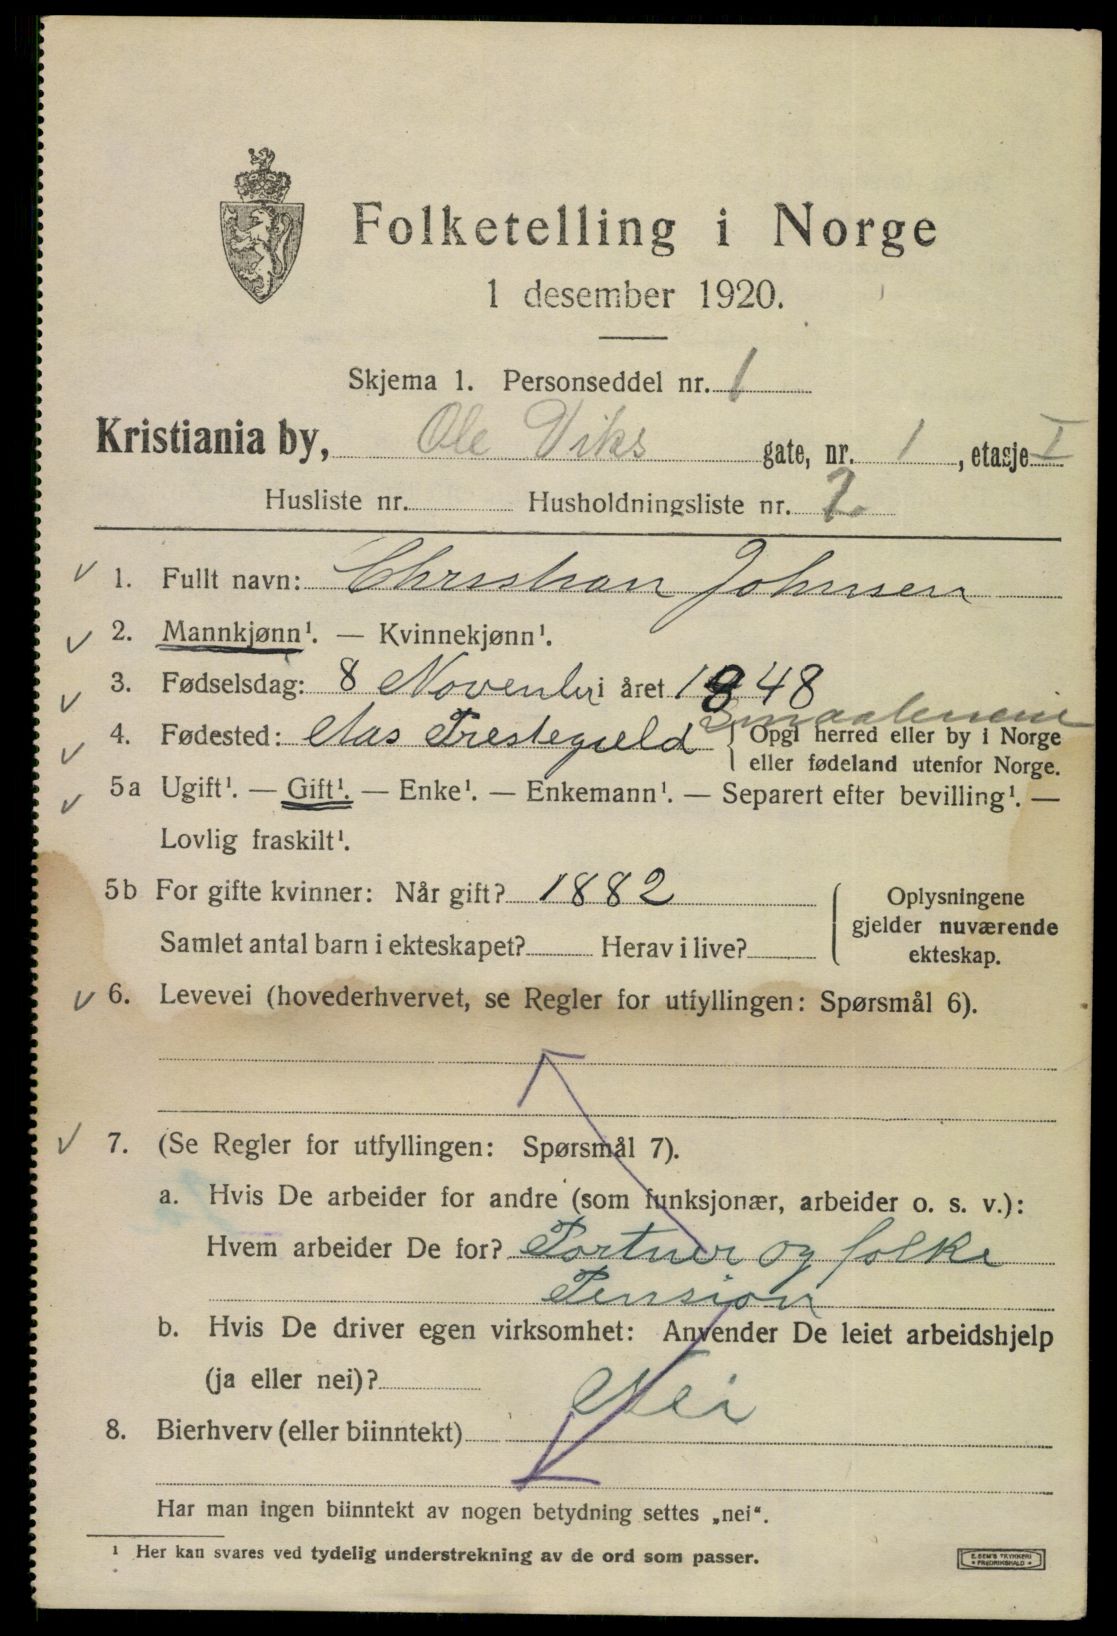 Folketelling i Norge
1 desember 1920.
Skjema 1. Personseddel nr. 1
Kristiania by, Ole Viks gate, nr. 1, etasje I
Husliste nr. Husholdningsliste nr. 2
1. Fullt navn: Christian Johnsen
2. Mannkjønn¹. — Kvinnekjønn¹.
3. Fødselsdag: 8 November i året 1848
Smaalenene
4. Fødested: Aas Prestegield { Opgi herred eller by i Norge
eller fødeland utenfor Norge.
5a Ugift¹. — Gift¹. — Enke¹. — Enkemann¹. — Separert efter bevilling¹. —
Lovlig fraskilt¹.
5b For gifte kvinner: Når gift? 1882 { Oplysningene
gjelder nuværende
Samlet antal barn i ekteskapet? Herav i live?
ekteskap.
6. Levevei (hovederhvervet, se Regler for utfyllingen: Spørsmål 6).
7. (Se Regler for utfyllingen: Spørsmål 7).
a. Hvis De arbeider for andre (som funksjonær, arbeider o. s. v.):
Hvem arbeider De for? Portner og folke
Pension
b. Hvis De driver egen virksomhet: Anvender De leiet arbeidshjelp
(ja eller nei)? Nei
8. Bierhverv (eller biinntekt)
Har man ingen biinntekt av nogen betydning settes „nei“.
¹ Her kan svares ved tydelig understrekning av de ord som passer.
E. SEM'S TRYKKERI
FREDRIKSHALD